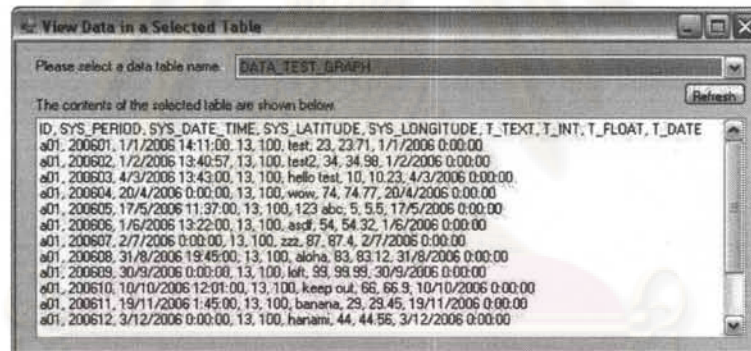 View Data in a Selected Table
Please select a data table name. DATA_TEST_GRAPH
Refresh
The contents of the selected table are shown below.
ID, SYS_PERIOD, SYS_DATE_TIME, SYS_LATITUDE, SYS_LONGITUDE, T_TEXT, T_INT, T_FLOAT, T_DATE
a01, 200601, 1/1/2006 14:11:00, 13, 100, test, 23, 23.71, 1/1/2006 0:00:00
a01, 200602, 1/2/2006 13:40:57, 13, 100, test2, 34, 34.98, 1/2/2006 0:00:00
a01, 200603, 4/3/2006 13:43:00, 13, 100, hello test, 10, 10.23, 4/3/2006 0:00:00
a01, 200604, 20/4/2006 0:00:00, 13, 100, wow, 74, 74.77, 20/4/2006 0:00:00
a01, 200605, 17/5/2006 11:37:00, 13, 100, 123 abc, 5, 5.5, 17/5/2006 0:00:00
a01, 200606, 1/6/2006 13:22:00, 13, 100, asdf, 54, 54.32, 1/6/2006 0:00:00
a01, 200607, 2/7/2006 0:00:00, 13, 100, zzz, 87, 87.4, 2/7/2006 0:00:00
a01, 200608, 31/8/2006 19:45:00, 13, 100, aloha, 83, 83.12, 31/8/2006 0:00:00
a01, 200609, 30/9/2006 0:00:00, 13, 100, loft, 99, 99.99, 30/9/2006 0:00:00
a01, 200610, 10/10/2006 12:01:00, 13, 100, keep out, 66, 66.9, 10/10/2006 0:00:00
a01, 200611, 19/11/2006 1:45:00, 13, 100, banana, 29, 29.45, 19/11/2006 0:00:00
a01, 200612, 3/12/2006 0:00:00, 13, 100, hanami, 44, 44.56, 3/12/2006 0:00:00